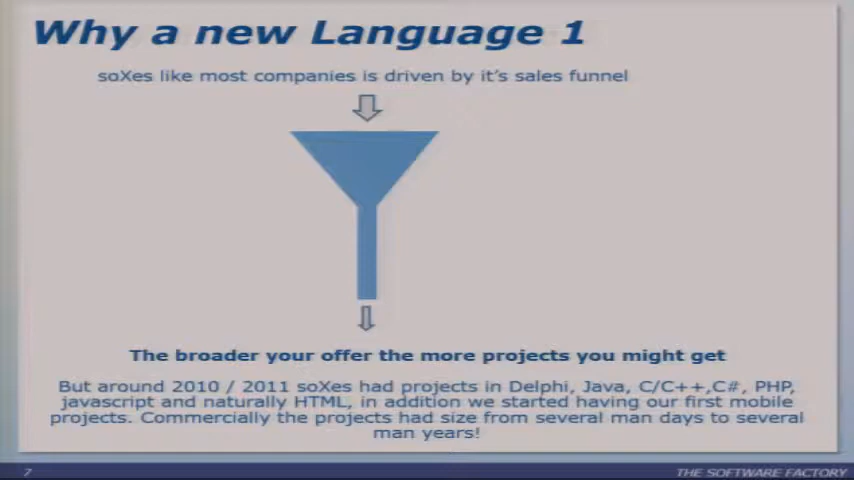 Why a new Language 1
soXes like most companies is driven by it's sales funnel
The broader your offer the more projects you might get
But around 2010 / 2011 soXes had projects in Delphi, Java, C/C++,C#, PHP,
javascript and naturally HTML, in addition we started having our first mobile
projects. Commercially the projects had size from several man days to several
man years!
7
THE SOFTWARE FACTORY